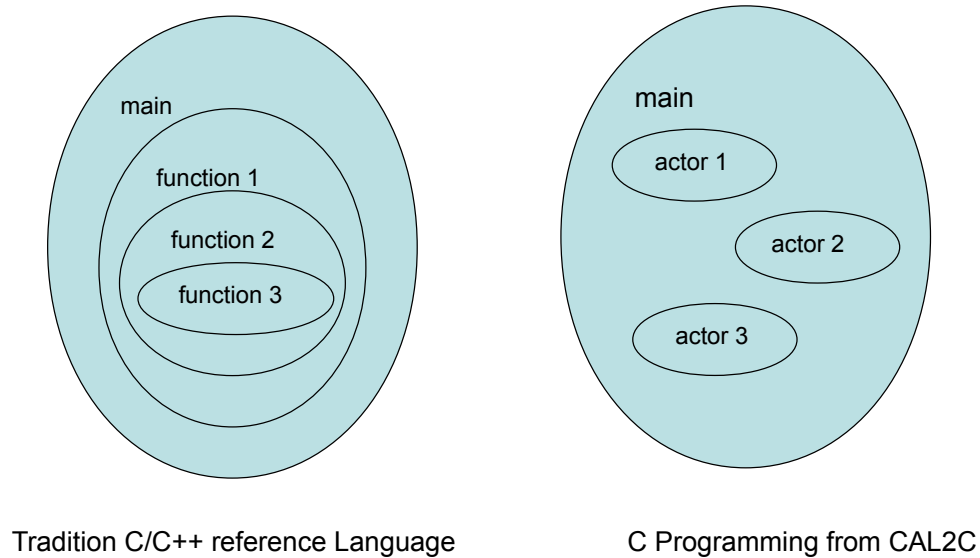 main
function 1
function 2
function 3
Tradition C/C++ reference Language
main
actor 1
actor 2
actor 3
C Programming from CAL2C